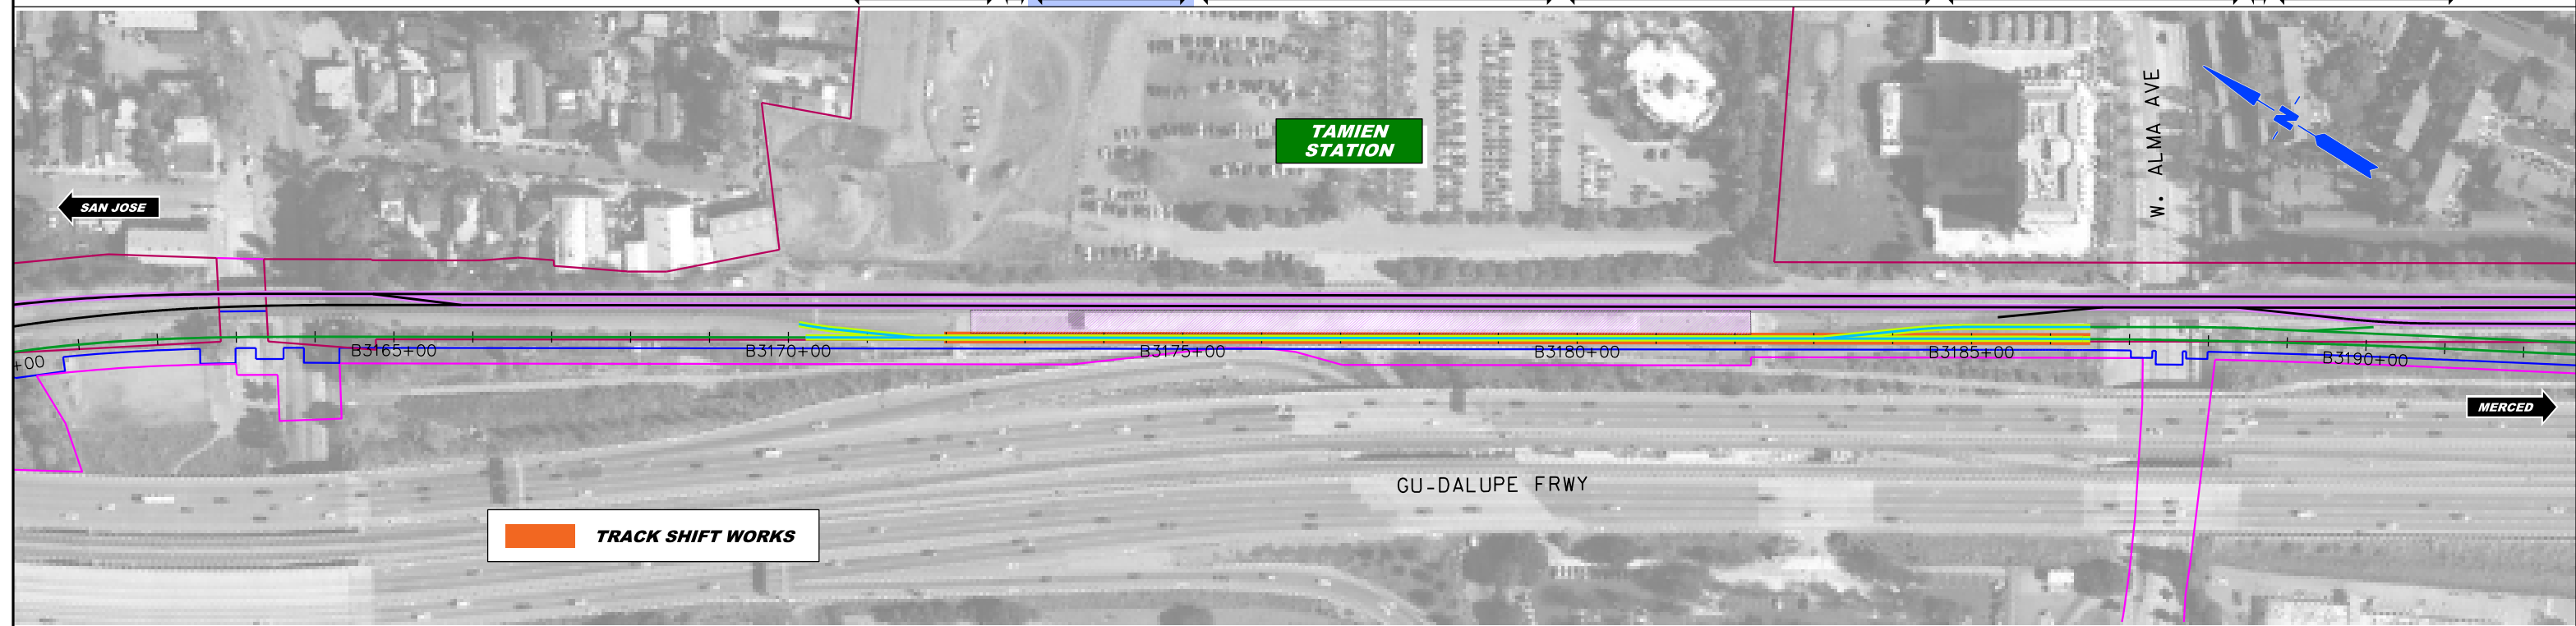 TAMIEN
STATION
W. ALMA AVE
N
SAN JOSE
+00
B3165+00
B3170+00
B3175+00
B3180+00
B3185+00
B3190+00
MERCED
GU-DALUPE FRWY
TRACK SHIFT WORKS